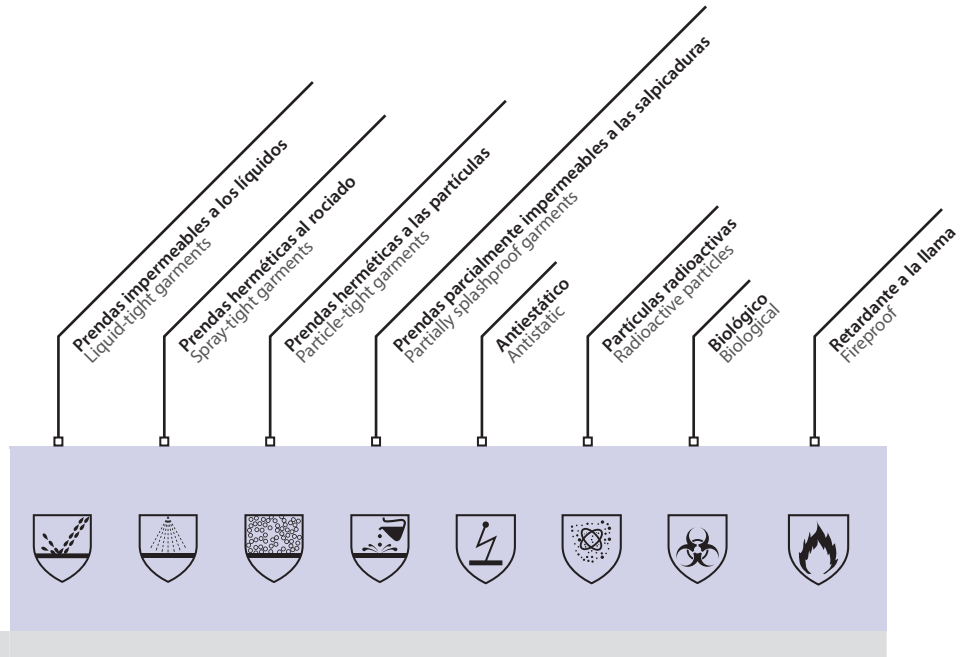 Prendas impermeables a los líquidos
Liquid-tight garments
Prendas herméticas al rociado
Spray-tight garments
Prendas herméticas a las partículas
Particle-tight garments
Prendas parcialmente impermeables a las salpicaduras
Partially splashproof garments
Antiestático
Antistatic
Partículas radioactivas
Radioactive particles
Biológico
Biological
Retardante a la llama
Fireproof